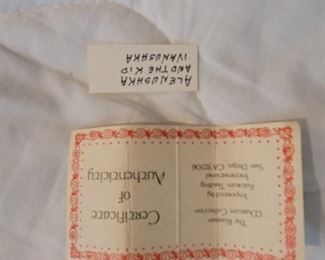 ALENUSHKA
AND THE KID
IVANUSHKA
Certificate
OF
Authenticity
The Russian
Collection
Imported by
Fulcrum Trading
International
San Diego, CA 92106